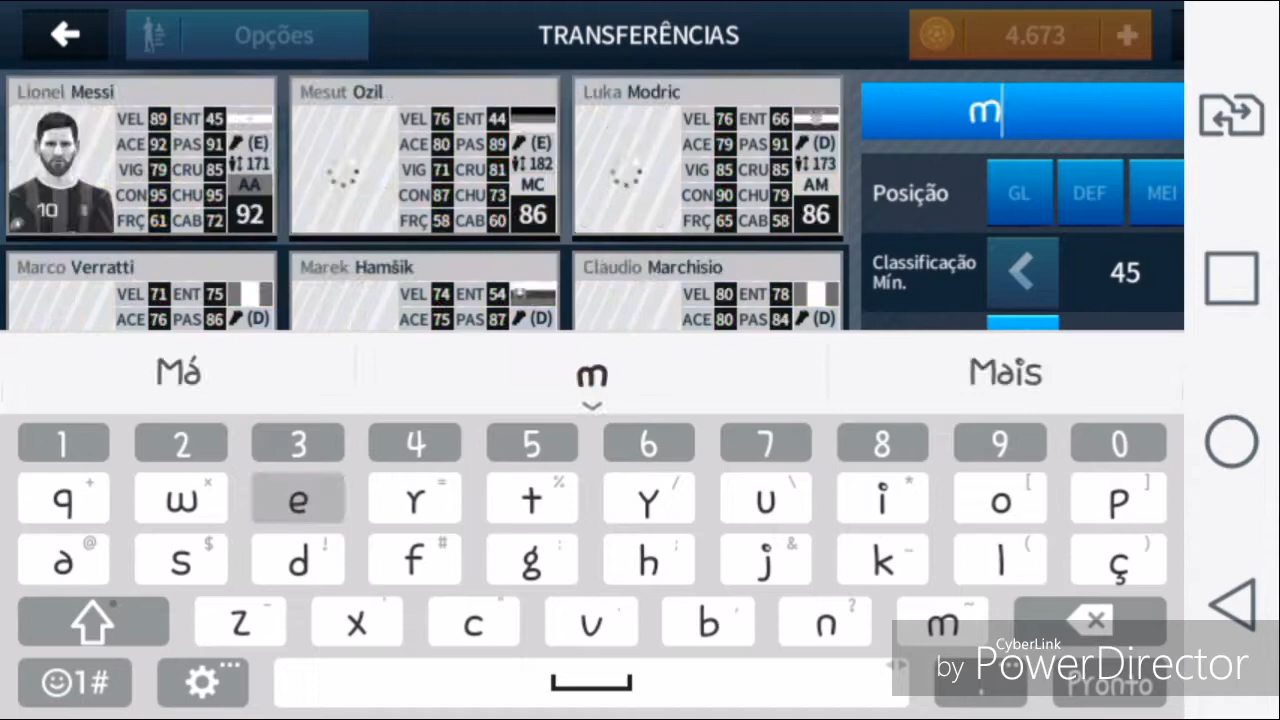 Opções
TRANSFERÊNCIAS
4.673 +
Lionel Messi
VEL 89 ENT 45
ACE 92 PAS 91 (E)
VIG 79 CRU 85 171
CON 95 CHU 95 AA
FRÇ 61 CAB 72 92
10
Mesut Ozil
VEL 76 ENT 44
ACE 80 PAS 89 (E)
VIG 71 CRU 81 182
CON 87 CHU 73 MC
FRÇ 58 CAB 60 86
Luka Modric
VEL 76 ENT 66
ACE 79 PAS 91 (D)
VIG 85 CRU 85 173
CON 90 CHU 79 AM
FRÇ 65 CAB 58 86
m
Posição GL DEF MEI
Classificação
Mín.
45
Marco Verratti
VEL 71 ENT 75
ACE 76 PAS 86 (D)
Marek Hamšík
VEL 74 ENT 54
ACE 75 PAS 87 (D)
Claudio Marchisio
VEL 80 ENT 78
ACE 80 PAS 84 (D)
Má m Mais
1 2 3 4 5 6 7 8 9 0
q + w × e r = t % y / u \ i * o [ p ]
a @ s $ d ! f # g : h ; j & k _ l ( ç )
z - x ' c " v . b , n ? m ~
1# ... . Pronto
CyberLink
by PowerDirector